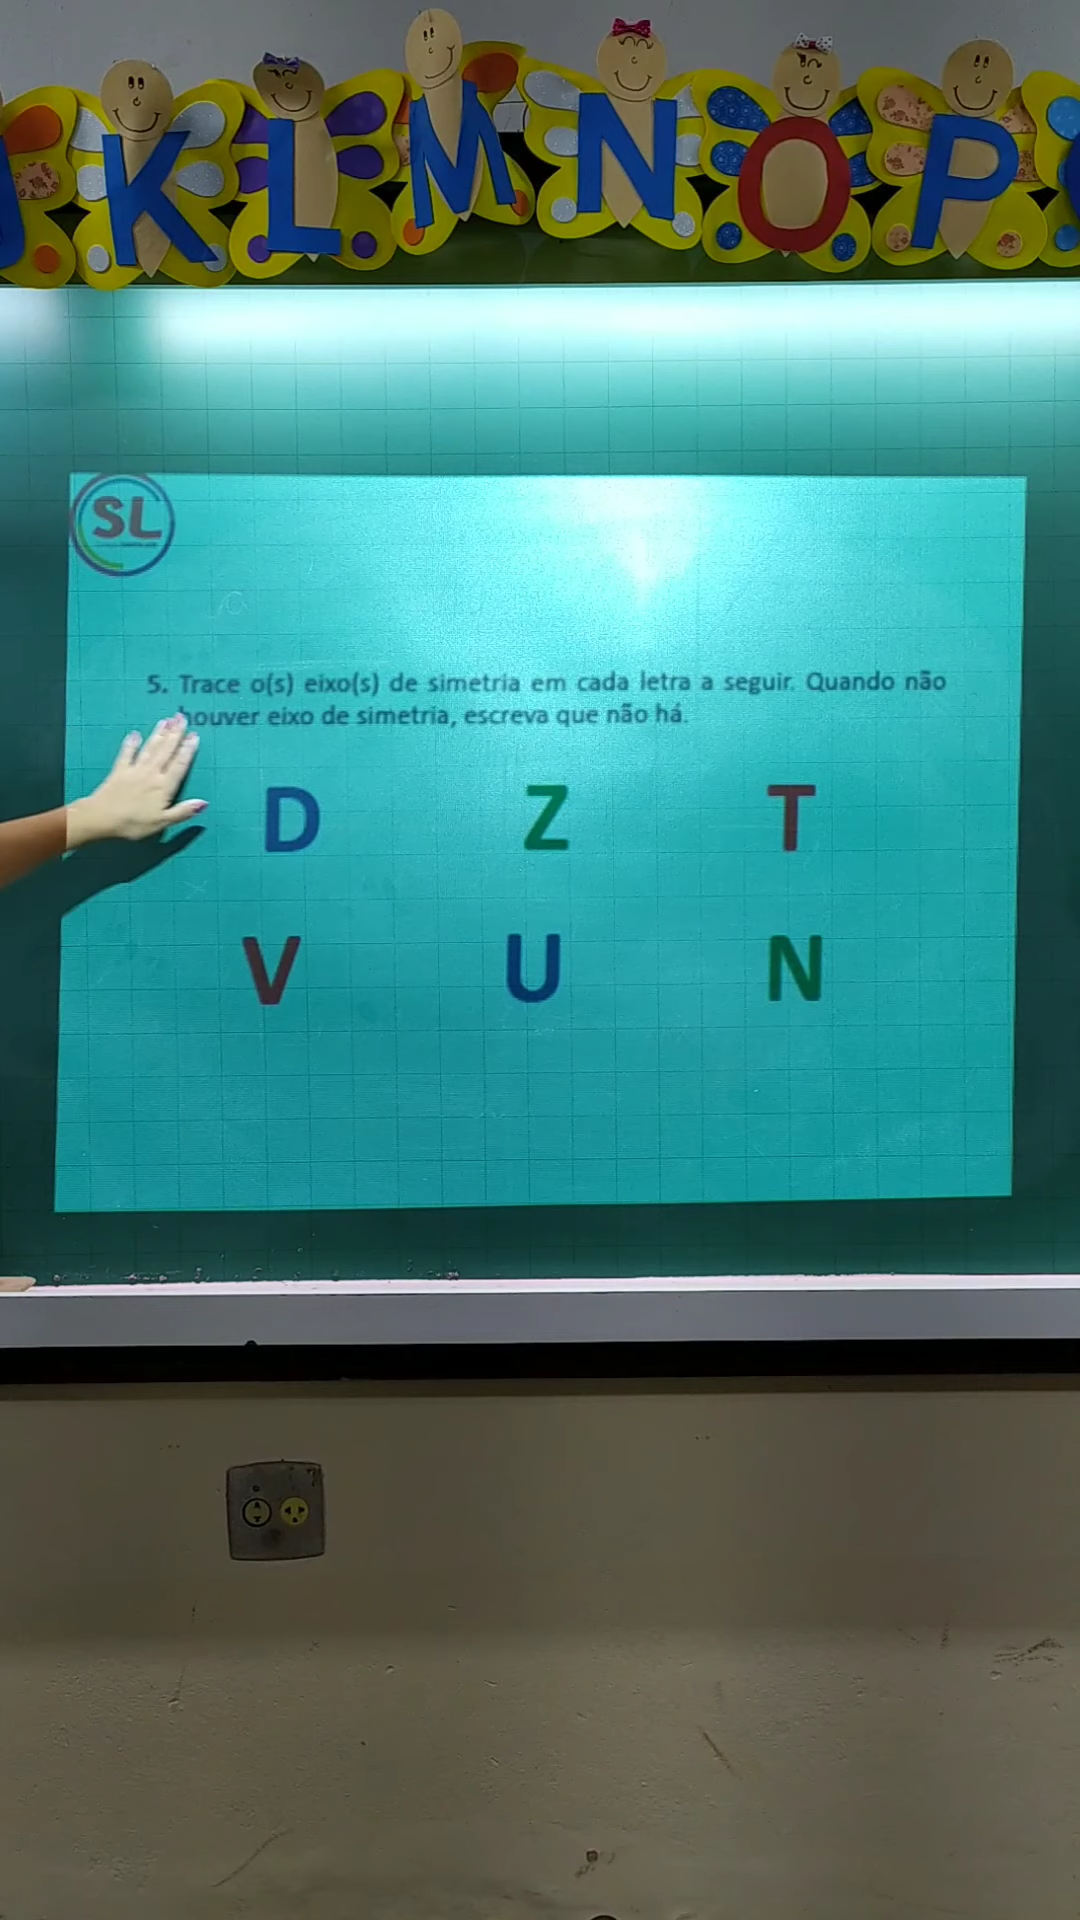 K L M N O P
SL
5. Trace o(s) eixo(s) de simetria em cada letra a seguir. Quando não
houver eixo de simetria, escreva que não há.
D Z T
V U N